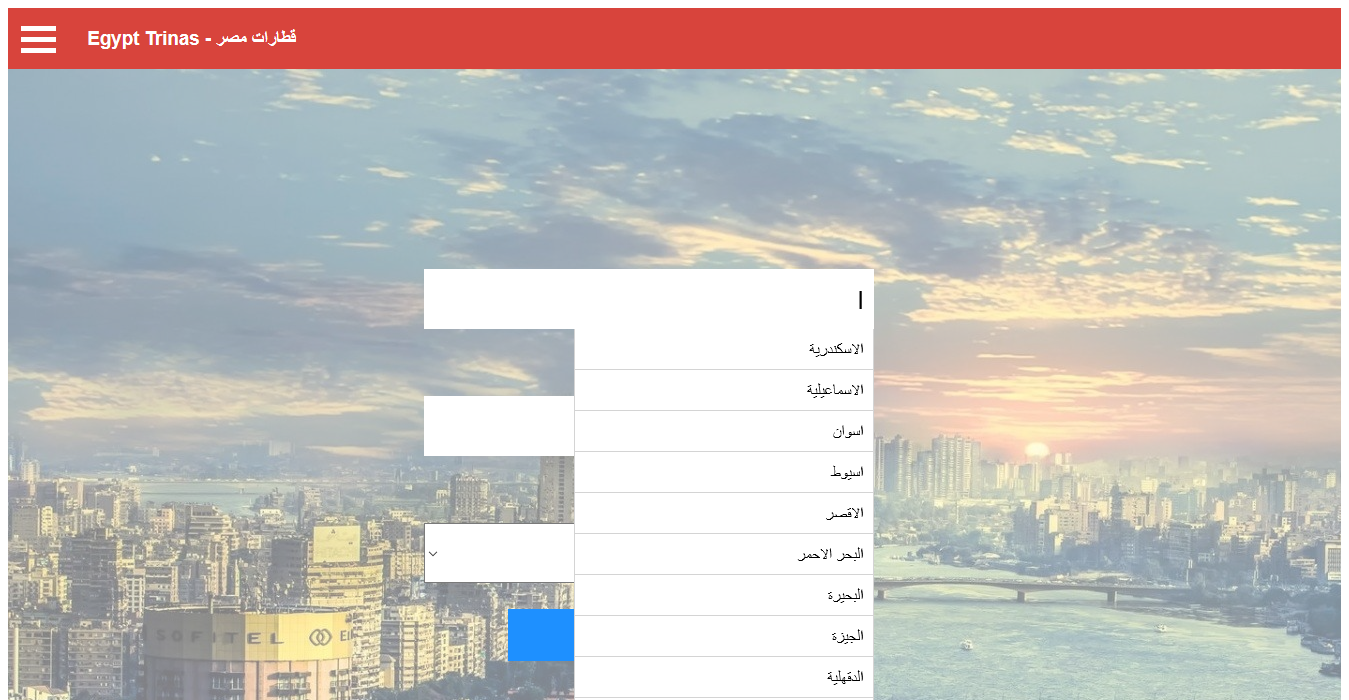 Egypt Trinas - قطارات مصر
ا
الاسكندرية
الاسماعيلية
اسوان
اسيوط
الاقصر
البحر الاحمر
البحيرة
الجيزة
الدقهلية
SOFITEL